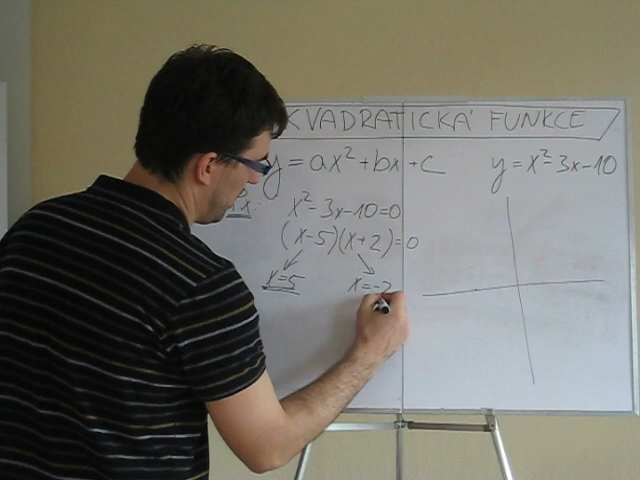 KVADRATICKÁ FUNKCE
y = ax² + bx + c
y = x² - 3x - 10
x² - 3x - 10 = 0
(x - 5)(x + 2) = 0
x = 5
x = -2